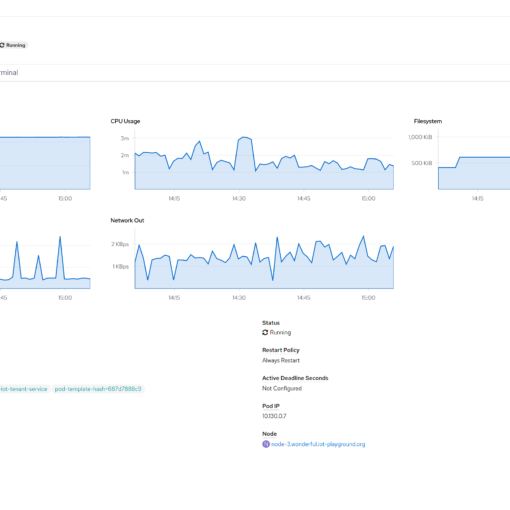 Running
rminal
CPU Usage
Filesystem
3m
2m
1m
1,000 KiB
500 KiB
:45
15:00
14:15
14:30
14:45
15:00
14:15
Network Out
2 KBps
1 KBps
:45
15:00
14:15
14:30
14:45
15:00
Status
Running
Restart Policy
Always Restart
Active Deadline Seconds
iot-tenant-service
pod-template-hash=687d7888c9
Not Configured
Pod IP
10.130.0.7
Node
N node-3.wonderful.iot-playground.org